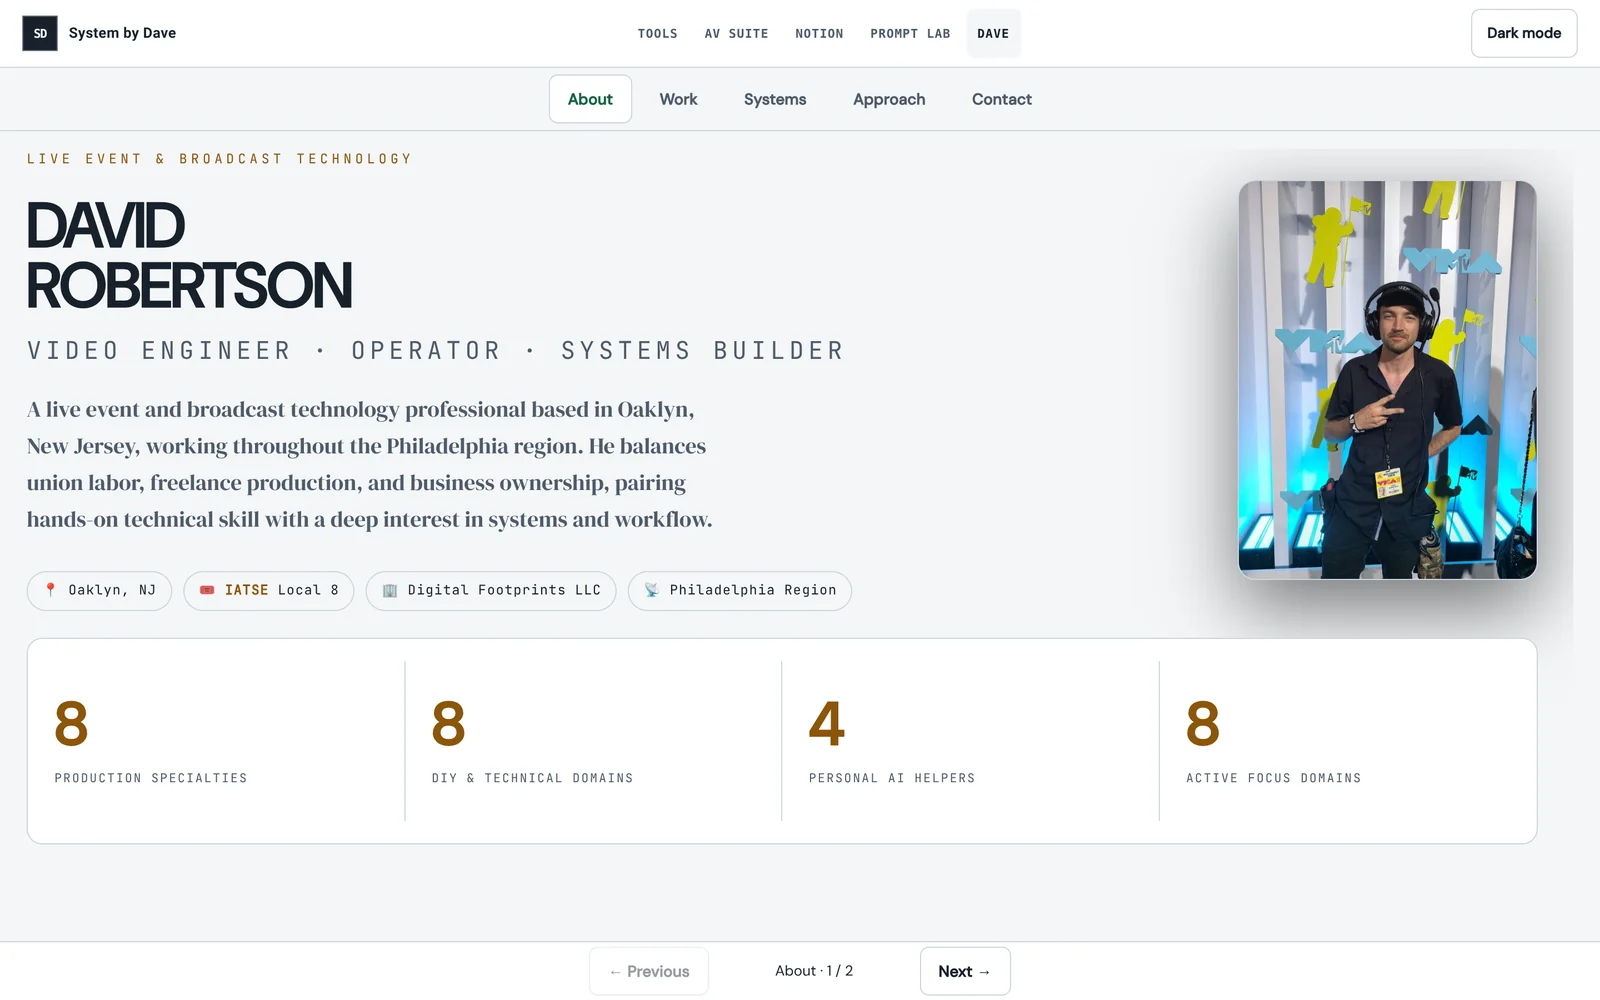 SD
System by Dave
TOOLS
AV SUITE
NOTION
PROMPT LAB
DAVE
Dark mode
About
Work
Systems
Approach
Contact
LIVE EVENT & BROADCAST TECHNOLOGY
DAVID
ROBERTSON
VIDEO ENGINEER · OPERATOR · SYSTEMS BUILDER
A live event and broadcast technology professional based in Oaklyn,
New Jersey, working throughout the Philadelphia region. He balances
union labor, freelance production, and business ownership, pairing
hands-on technical skill with a deep interest in systems and workflow.
Oaklyn, NJ
IATSE Local 8
Digital Footprints LLC
Philadelphia Region
8
PRODUCTION SPECIALTIES
8
DIY & TECHNICAL DOMAINS
4
PERSONAL AI HELPERS
8
ACTIVE FOCUS DOMAINS
← Previous
About · 1 / 2
Next →